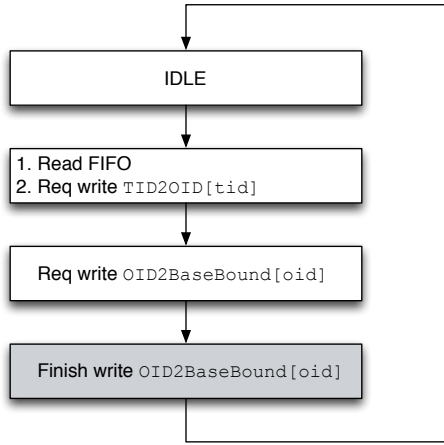 IDLE
1. Read FIFO
2. Req write TID2OID[tid]
Req write OID2BaseBound[oid]
Finish write OID2BaseBound[oid]